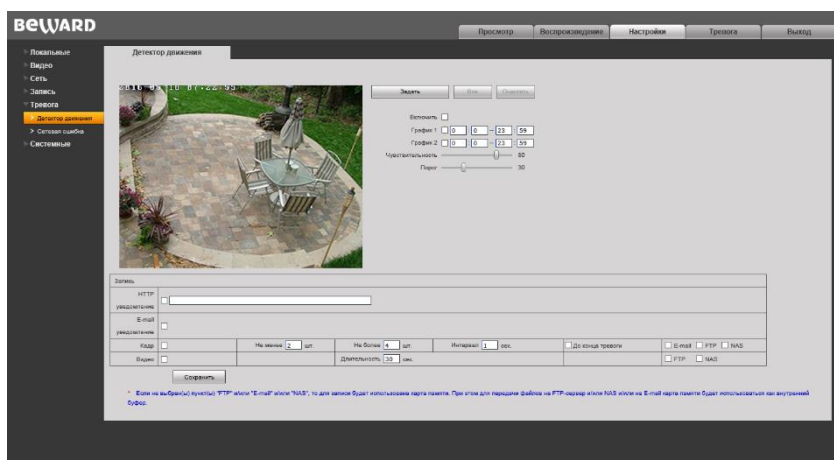 BEWARD
Просмотр Воспроизведение Настройки Тревога Выход
Локальные
Видео
Сеть
Запись
Тревога
Детектор движения
Сетевая ошибка
Системные
Детектор движения
Задать Все Очистить
Включить
График 1 0 : 0 -- 23 : 59
График 2 0 : 0 -- 23 : 59
Чувствительность 80
Порог 30
Запись
HTTP
уведомление
E-mail
уведомление
Кадр Не менее 2 шт. Не более 4 шт. Интервал 1 сек. До конца тревоги E-mail FTP NAS
Видео Длительность 30 сек. FTP NAS
Сохранить
* Если не выбран(ы) пункт(ы) "FTP" и/или "E-mail" и/или "NAS", то для записи будет использована карта памяти. При этом для передачи файлов на FTP-сервер и/или NAS и/или на E-mail карта памяти будет использоваться как внутренний
буфер.